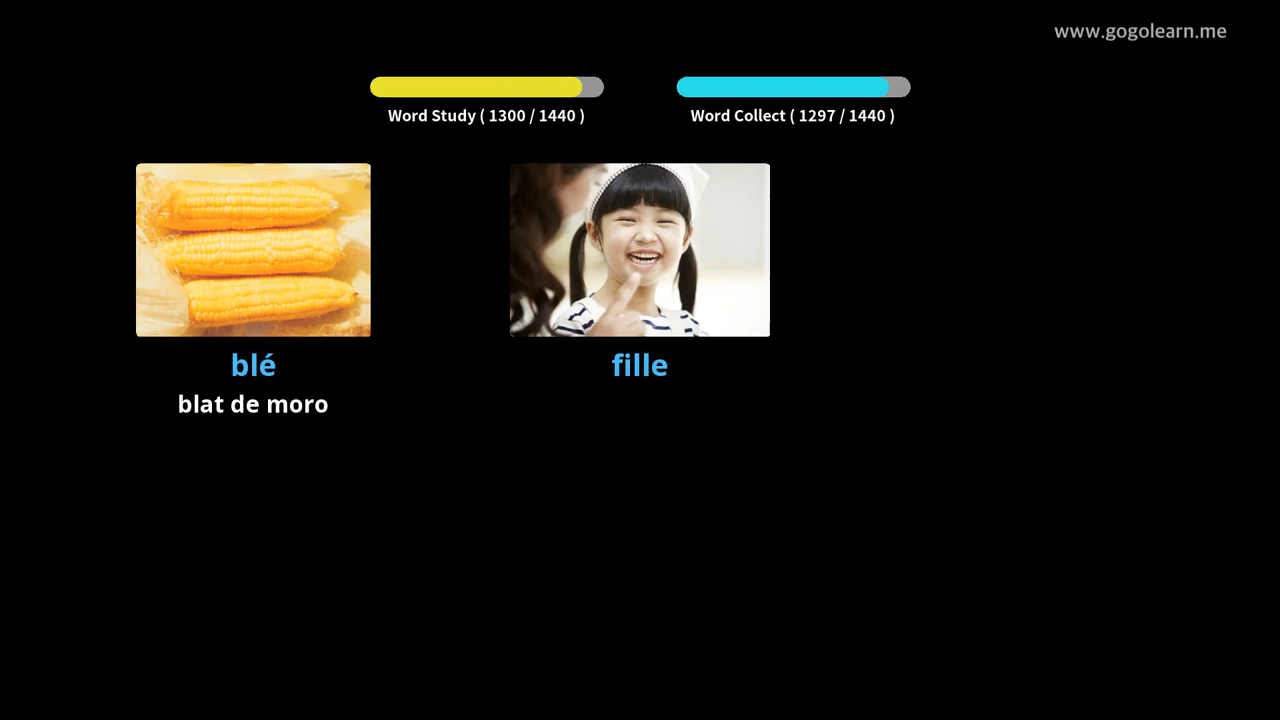 www.gogolearn.me
Word Study ( 1300 / 1440 )
Word Collect ( 1297 / 1440 )
blé
fille
blat de moro